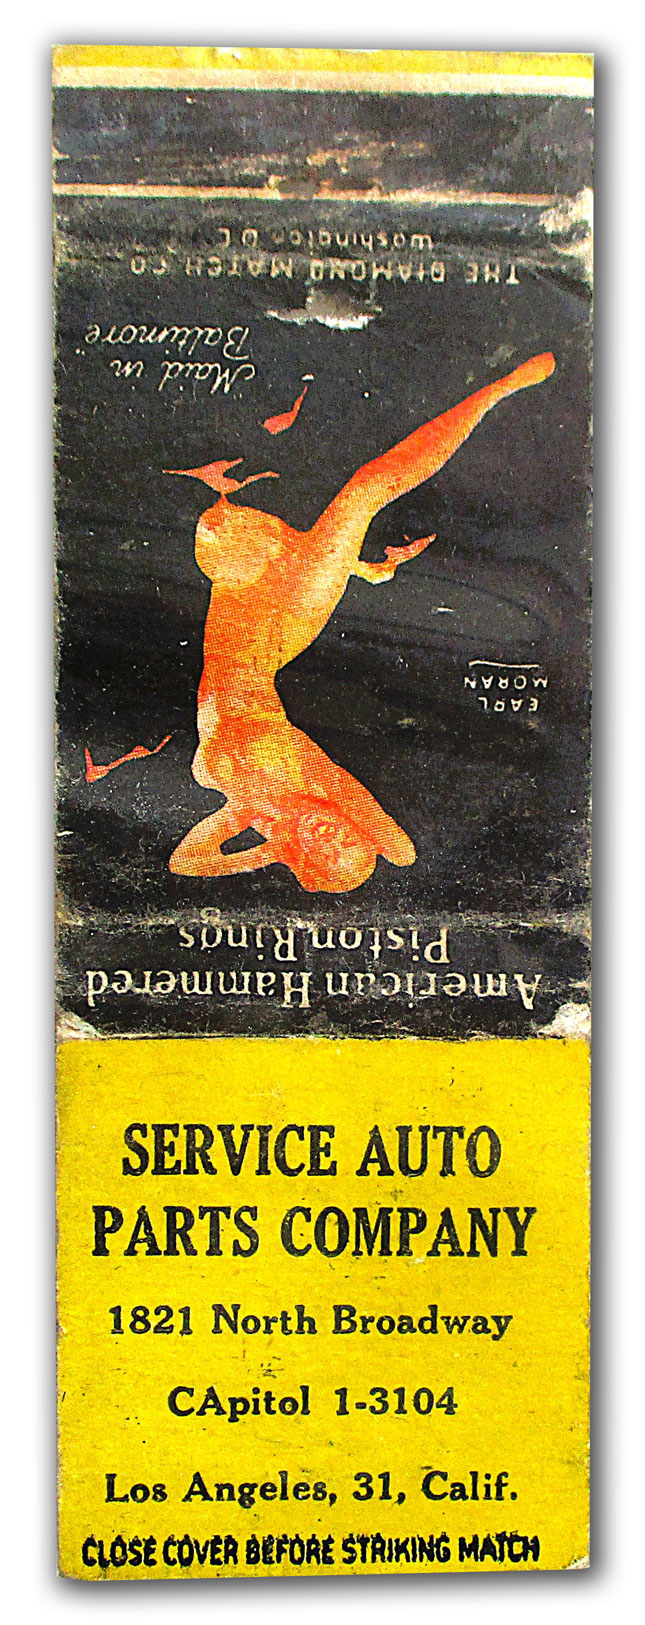 Washington D.C.
THE DIAMOND MATCH CO
"Maid in
Baltimore"
EARL
MORAN
American Hammered
Piston Rings
SERVICE AUTO
PARTS COMPANY
1821 North Broadway
CApitol 1-3104
Los Angeles, 31, Calif.
CLOSE COVER BEFORE STRIKING MATCH